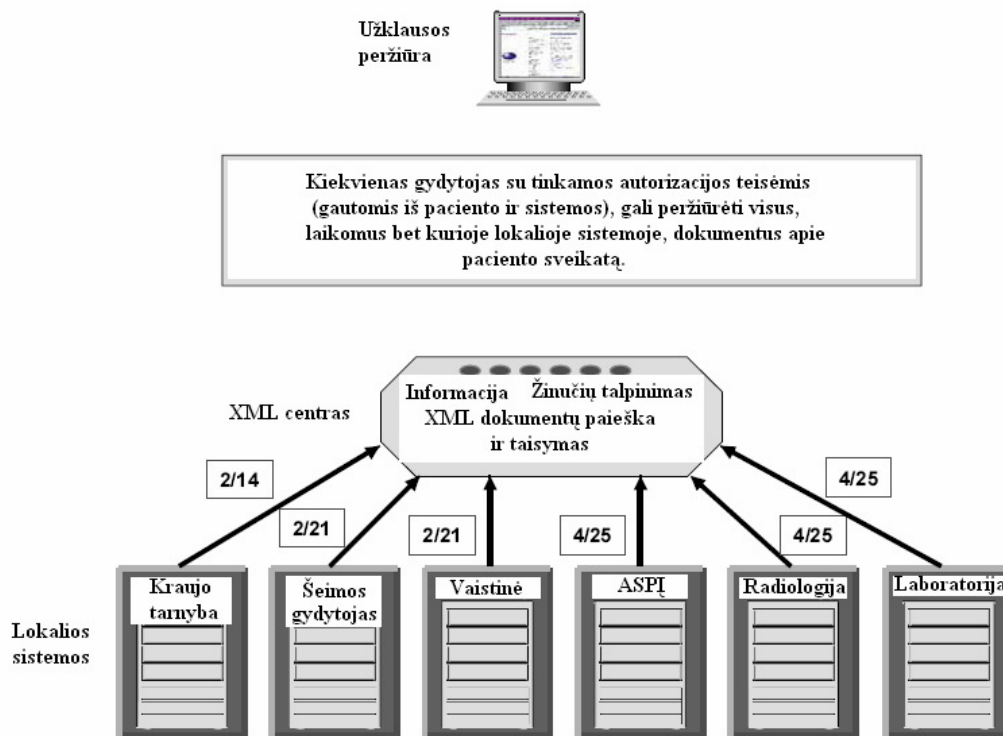 Užklausos
peržiūra
Kiekvienas gydytojas su tinkamos autorizacijos teisėmis
(gautomis iš paciento ir sistemos), gali peržiūrėti visus,
laikomus bet kurioje lokalioje sistemoje, dokumentus apie
paciento sveikatą.
XML centras
Informacija Žinučių talpinimas
XML dokumentų paieška
ir taisymas
2/14
2/21
2/21
4/25
4/25
4/25
Lokalios
sistemos
Kraujo
tarnyba
Šeimos
gydytojas
Vaistinė
ASPĮ
Radiologija
Laboratorija